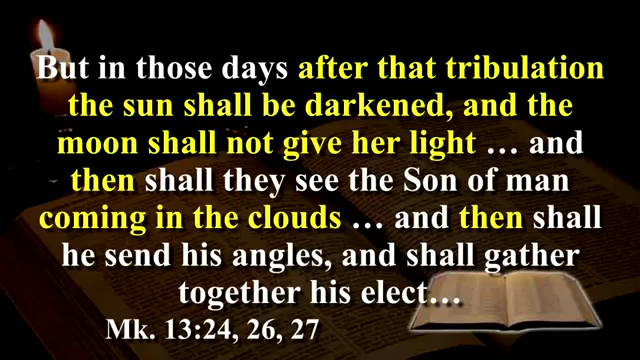 But in those days after that tribulation
the sun shall be darkened, and the
moon shall not give her light … and
then shall they see the Son of man
coming in the clouds … and then shall
he send his angles, and shall gather
together his elect…
Mk. 13:24, 26, 27